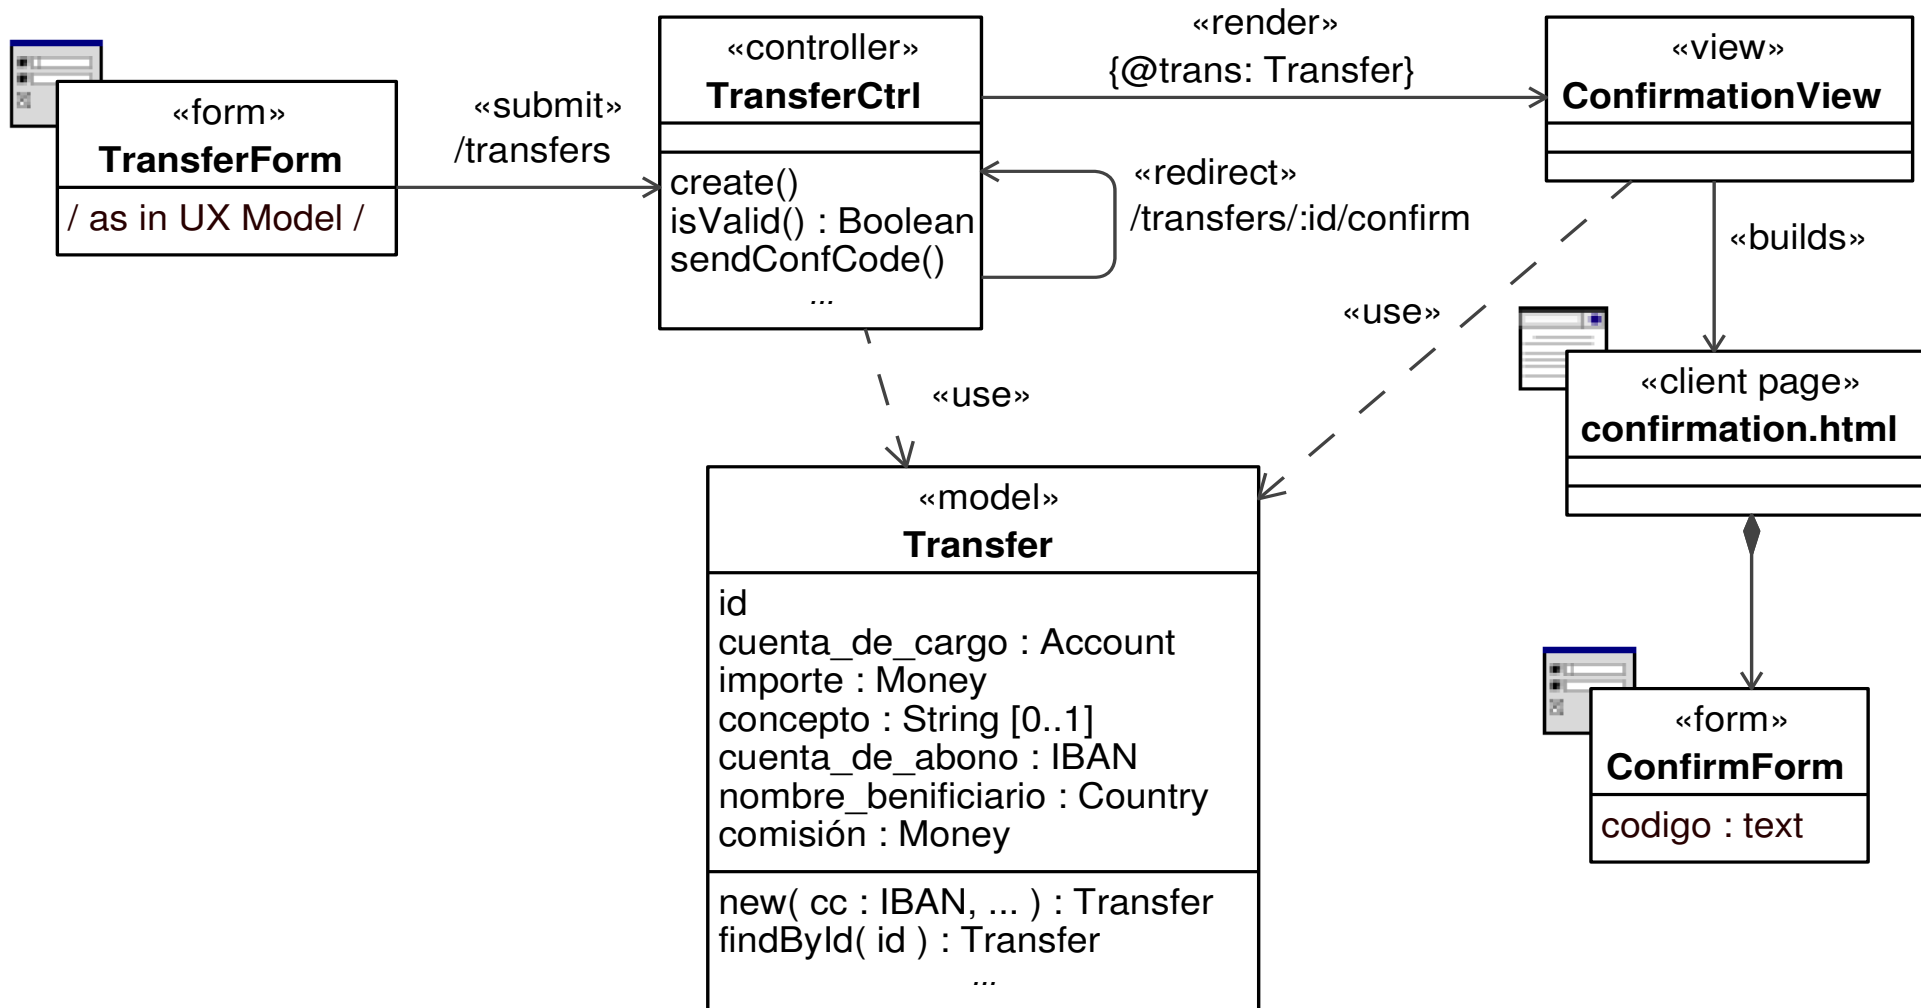 «form»
TransferForm
/ as in UX Model /
«submit»
/transfers
«controller»
TransferCtrl
create()
isValid() : Boolean
sendConfCode()
...
«render»
{@trans: Transfer}
«redirect»
/transfers/:id/confirm
«view»
ConfirmationView
«builds»
«use»
«use»
«client page»
confirmation.html
«model»
Transfer
id
cuenta_de_cargo : Account
importe : Money
concepto : String [0..1]
cuenta_de_abono : IBAN
nombre_benificiario : Country
comisión : Money
new( cc : IBAN, ... ) : Transfer
findById( id ) : Transfer
...
«form»
ConfirmForm
codigo : text